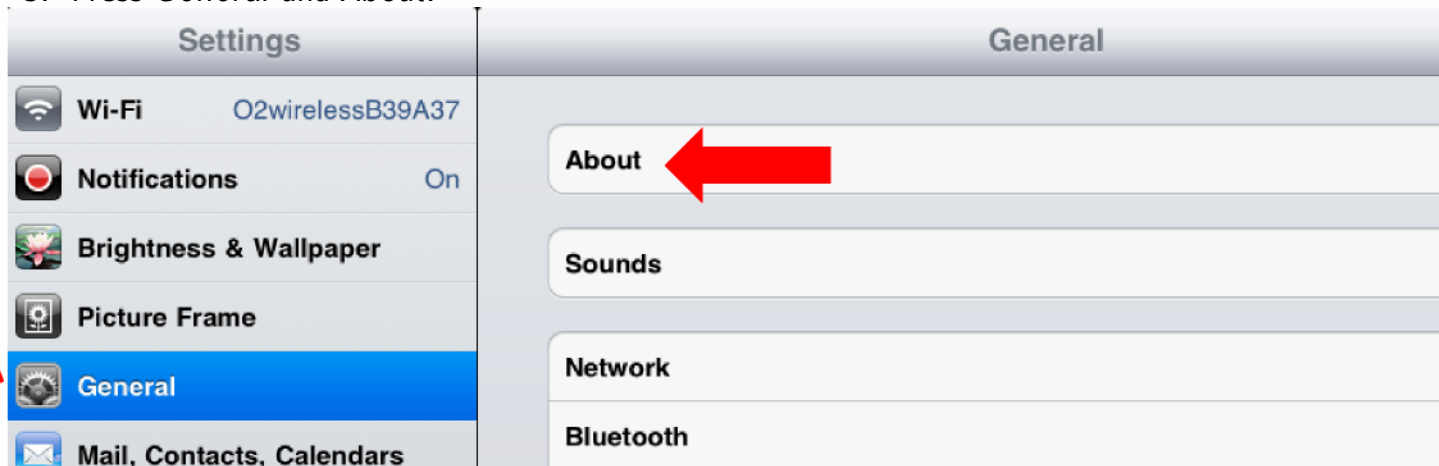 Settings
Wi-Fi O2wirelessB39A37
Notifications On
Brightness & Wallpaper
Picture Frame
General
Mail, Contacts, Calendars
General
About
Sounds
Network
Bluetooth